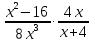 x²−16 / 8x³ · 4x / x+4